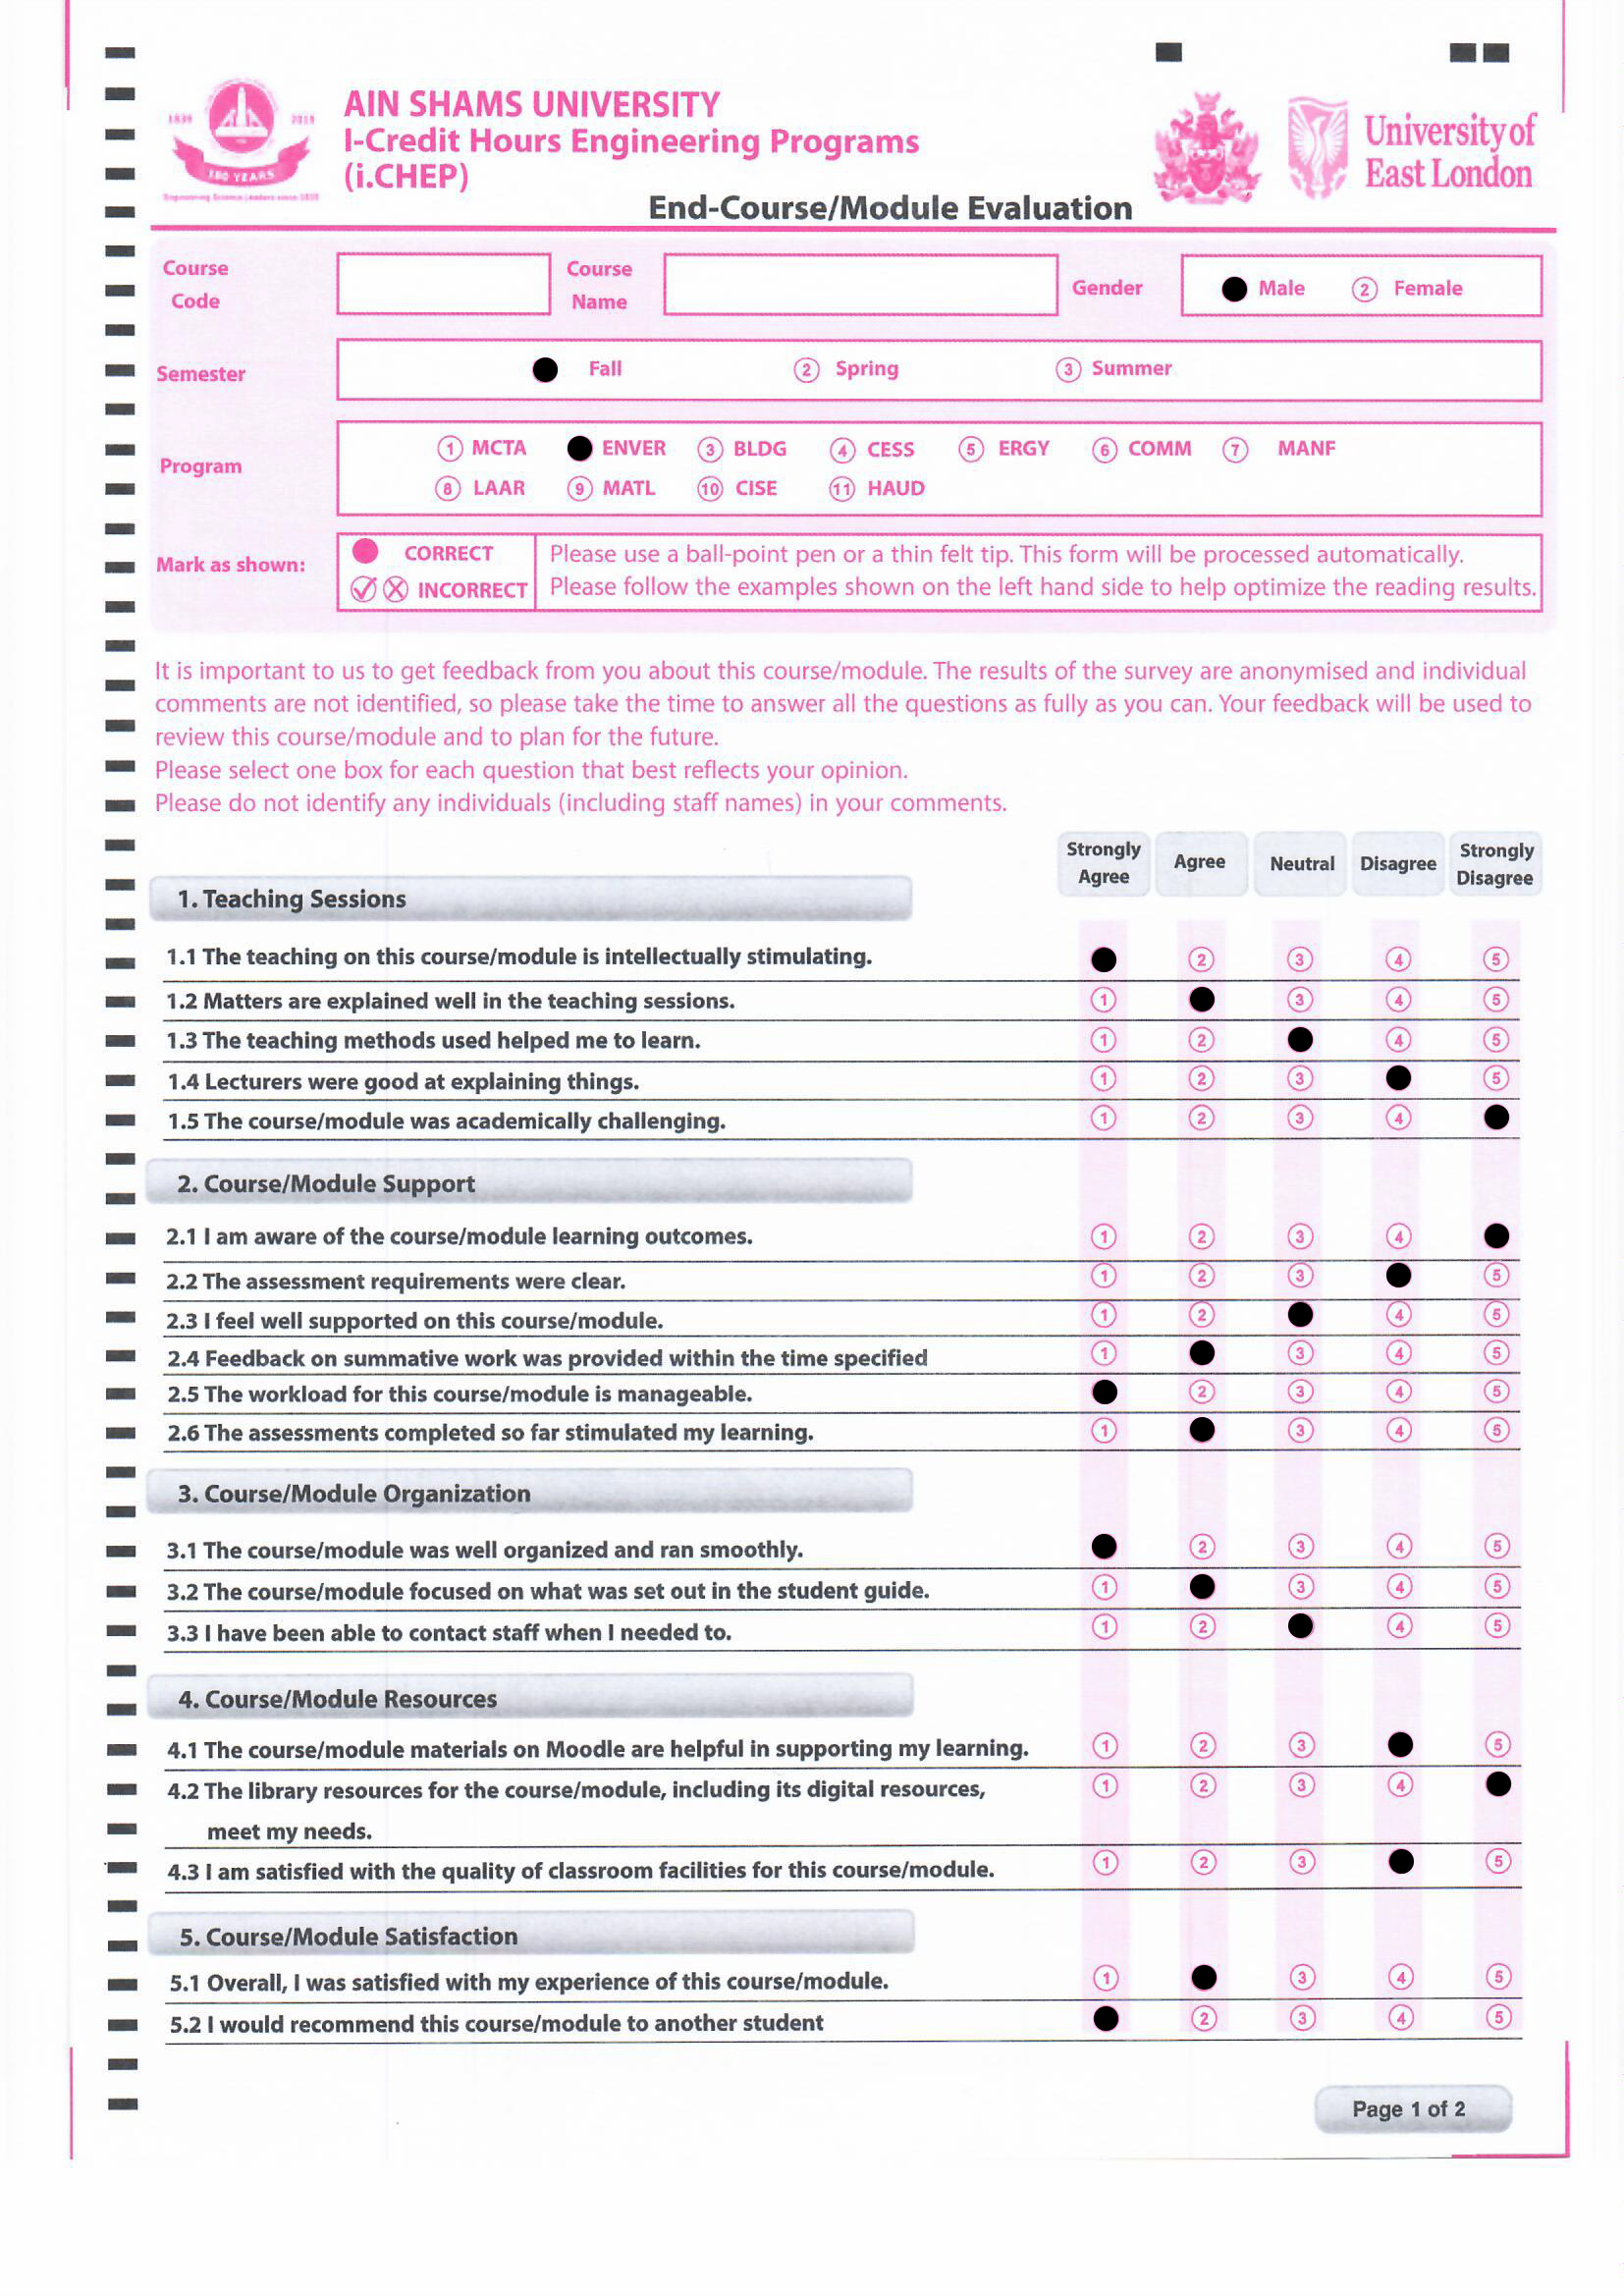 1839 2019
180 YEARS
AIN SHAMS UNIVERSITY
I-Credit Hours Engineering Programs
(i.CHEP)
University of
East London
End-Course/Module Evaluation
Course Code
Course Name
Gender Male 2 Female
Semester Fall 2 Spring 3 Summer
Program
1 MCTA ENVER 3 BLDG 4 CESS 5 ERGY 6 COMM 7 MANF
8 LAAR 9 MATL 10 CISE 11 HAUD
Mark as shown:
CORRECT Please use a ball-point pen or a thin felt tip. This form will be processed automatically.
INCORRECT Please follow the examples shown on the left hand side to help optimize the reading results.
It is important to us to get feedback from you about this course/module. The results of the survey are anonymised and individual
comments are not identified, so please take the time to answer all the questions as fully as you can. Your feedback will be used to
review this course/module and to plan for the future.
Please select one box for each question that best reflects your opinion.
Please do not identify any individuals (including staff names) in your comments.
Strongly Agree Agree Neutral Disagree Strongly Disagree
1. Teaching Sessions
1.1 The teaching on this course/module is intellectually stimulating. 2 3 4 5
1.2 Matters are explained well in the teaching sessions. 1 3 4 5
1.3 The teaching methods used helped me to learn. 1 2 4 5
1.4 Lecturers were good at explaining things. 1 2 3 5
1.5 The course/module was academically challenging. 1 2 3 4
2. Course/Module Support
2.1 I am aware of the course/module learning outcomes. 1 2 3 4
2.2 The assessment requirements were clear. 1 2 3 5
2.3 I feel well supported on this course/module. 1 2 4 5
2.4 Feedback on summative work was provided within the time specified 1 3 4 5
2.5 The workload for this course/module is manageable. 2 3 4 5
2.6 The assessments completed so far stimulated my learning. 1 3 4 5
3. Course/Module Organization
3.1 The course/module was well organized and ran smoothly. 2 3 4 5
3.2 The course/module focused on what was set out in the student guide. 1 3 4 5
3.3 I have been able to contact staff when I needed to. 1 2 4 5
4. Course/Module Resources
4.1 The course/module materials on Moodle are helpful in supporting my learning. 1 2 3 5
4.2 The library resources for the course/module, including its digital resources, 1 2 3 4
meet my needs.
4.3 I am satisfied with the quality of classroom facilities for this course/module. 1 2 3 5
5. Course/Module Satisfaction
5.1 Overall, I was satisfied with my experience of this course/module. 1 3 4 5
5.2 I would recommend this course/module to another student 2 3 4 5
Page 1 of 2